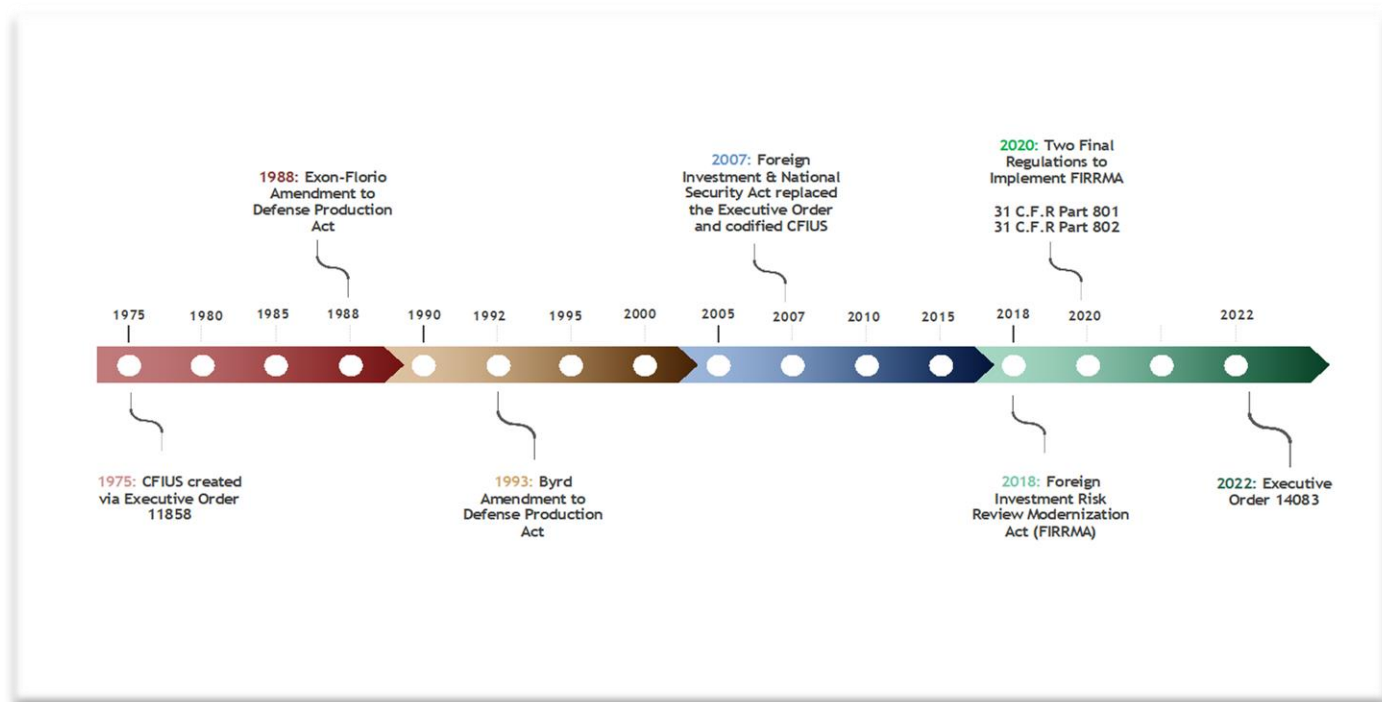 1988: Exon-Florio
Amendment to
Defense Production
Act
2007: Foreign
Investment & National
Security Act replaced
the Executive Order
and codified CFIUS
2020: Two Final
Regulations to
Implement FIRRMA
31 C.F.R Part 801
31 C.F.R Part 802
1975 1980 1985 1988 1990 1992 1995 2000 2005 2007 2010 2015 2018 2020 2022
1975: CFIUS created
via Executive Order
11858
1993: Byrd
Amendment to
Defense Production
Act
2018: Foreign
Investment Risk
Review Modernization
Act (FIRRMA)
2022: Executive
Order 14083